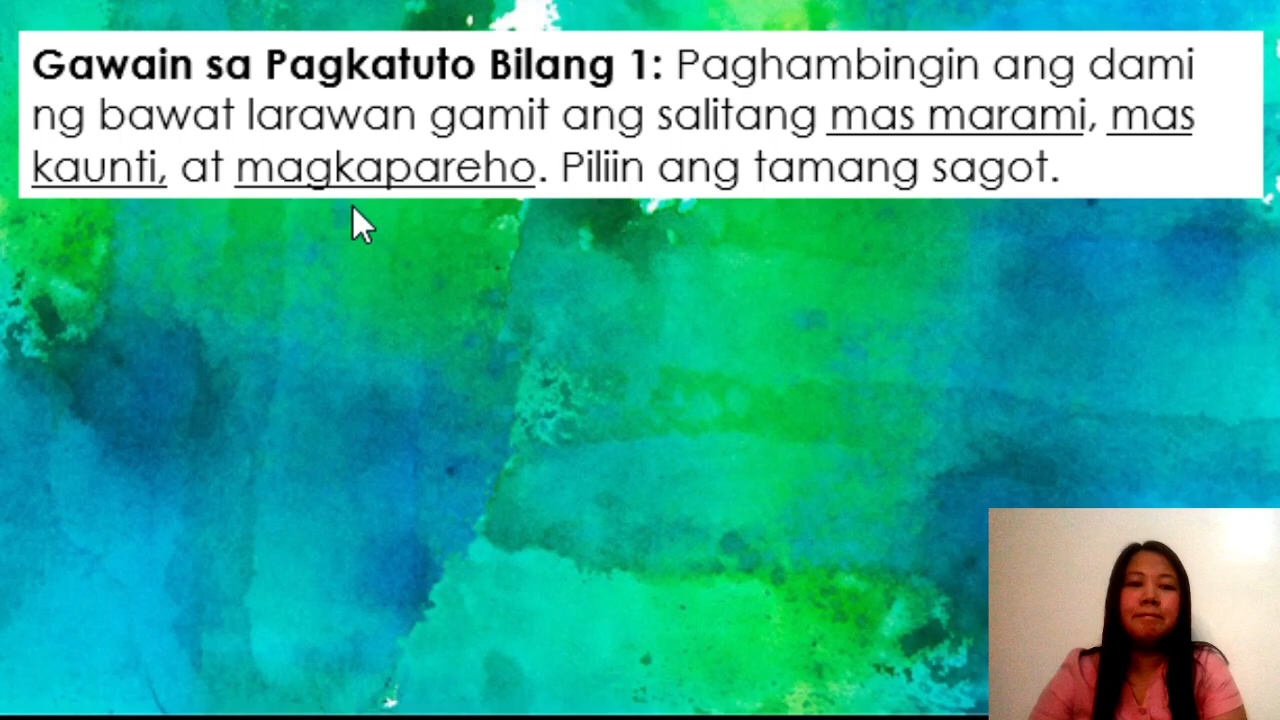 Gawain sa Pagkatuto Bilang 1: Paghambingin ang dami
ng bawat larawan gamit ang salitang mas marami, mas
kaunti, at magkapareho. Piliin ang tamang sagot.